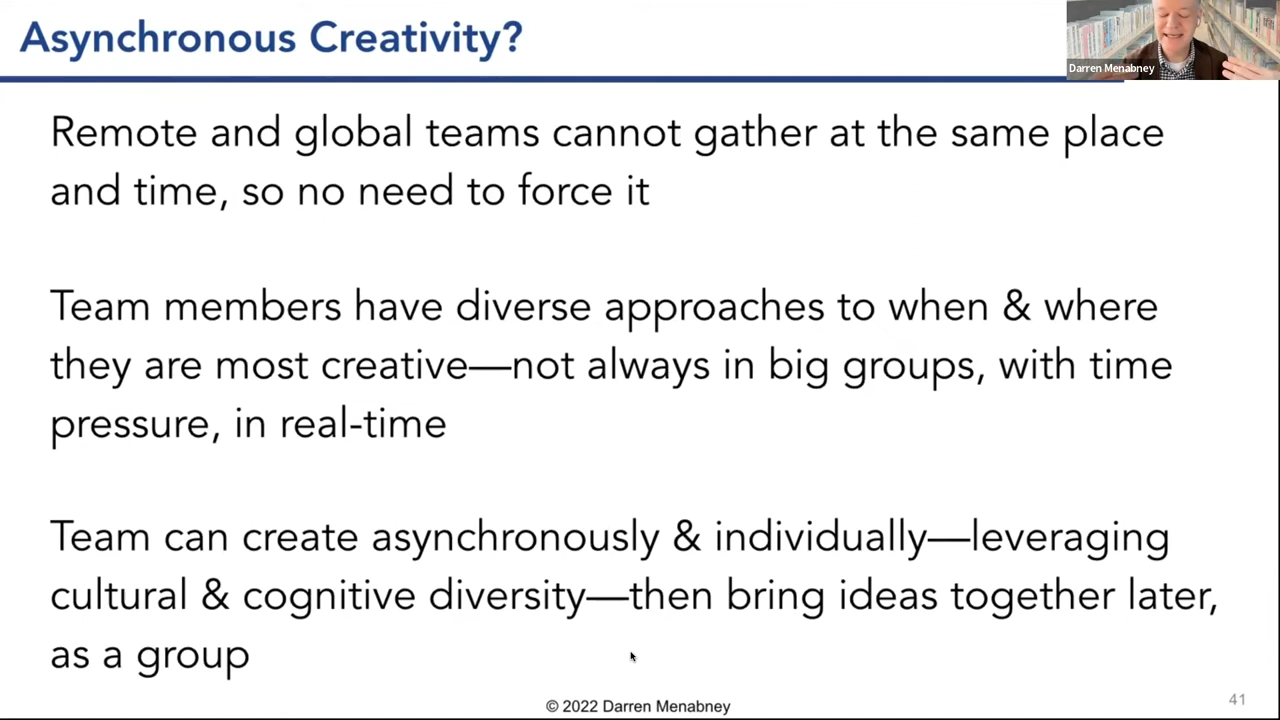 Asynchronous Creativity?
Darren Menabney
Remote and global teams cannot gather at the same place
and time, so no need to force it
Team members have diverse approaches to when & where
they are most creative—not always in big groups, with time
pressure, in real-time
Team can create asynchronously & individually—leveraging
cultural & cognitive diversity—then bring ideas together later,
as a group
© 2022 Darren Menabney
41